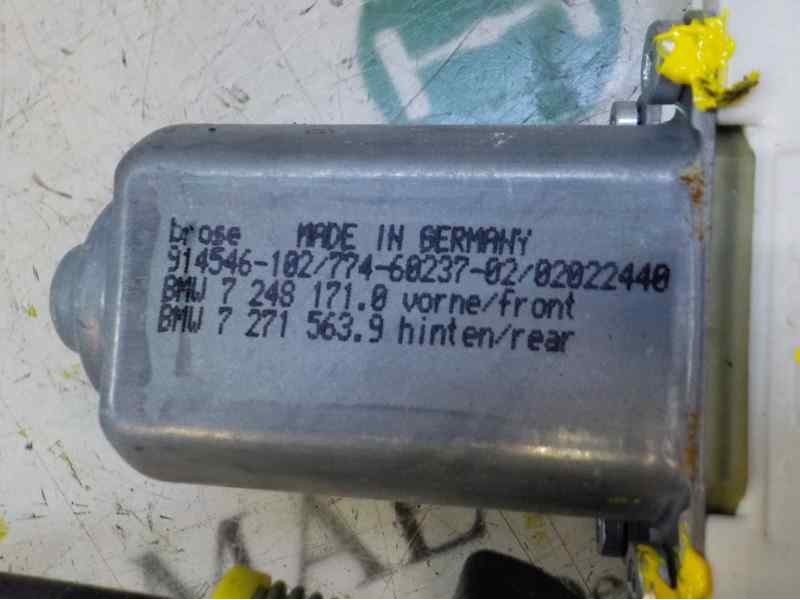 brose MADE IN GERMANY
914546-102/774-60237-02/02022440
BMW 7 248 171.0 vorne/front
BMW 7 271 563.9 hinten/rear